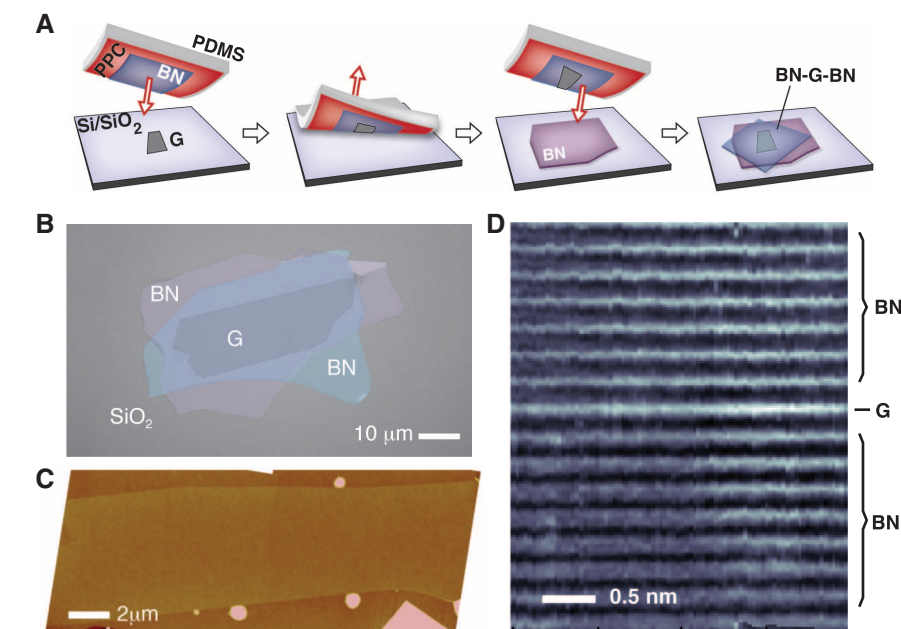 A
PDMS
PPC
BN
Si/SiO2
G
BN
BN-G-BN
B
BN
G
BN
SiO2
10 μm
C
2μm
D
BN
G
BN
0.5 nm